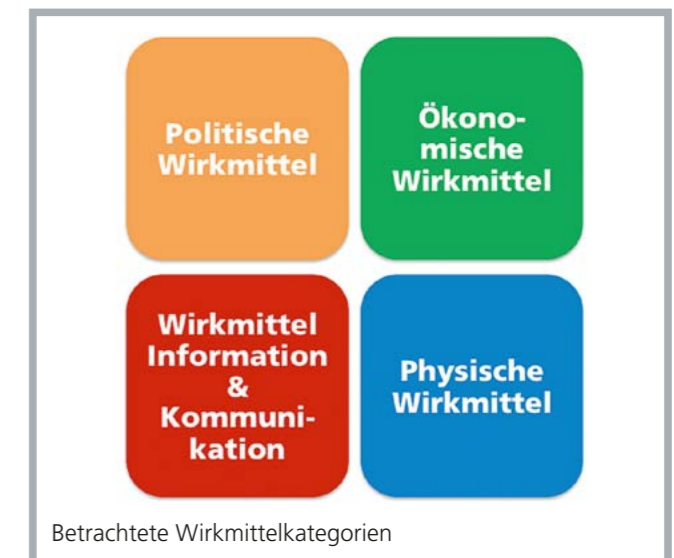 Politische
Wirkmittel
Ökono-
mische
Wirkmittel
Wirkmittel
Information
&
Kommuni-
kation
Physische
Wirkmittel
Betrachtete Wirkmittelkategorien